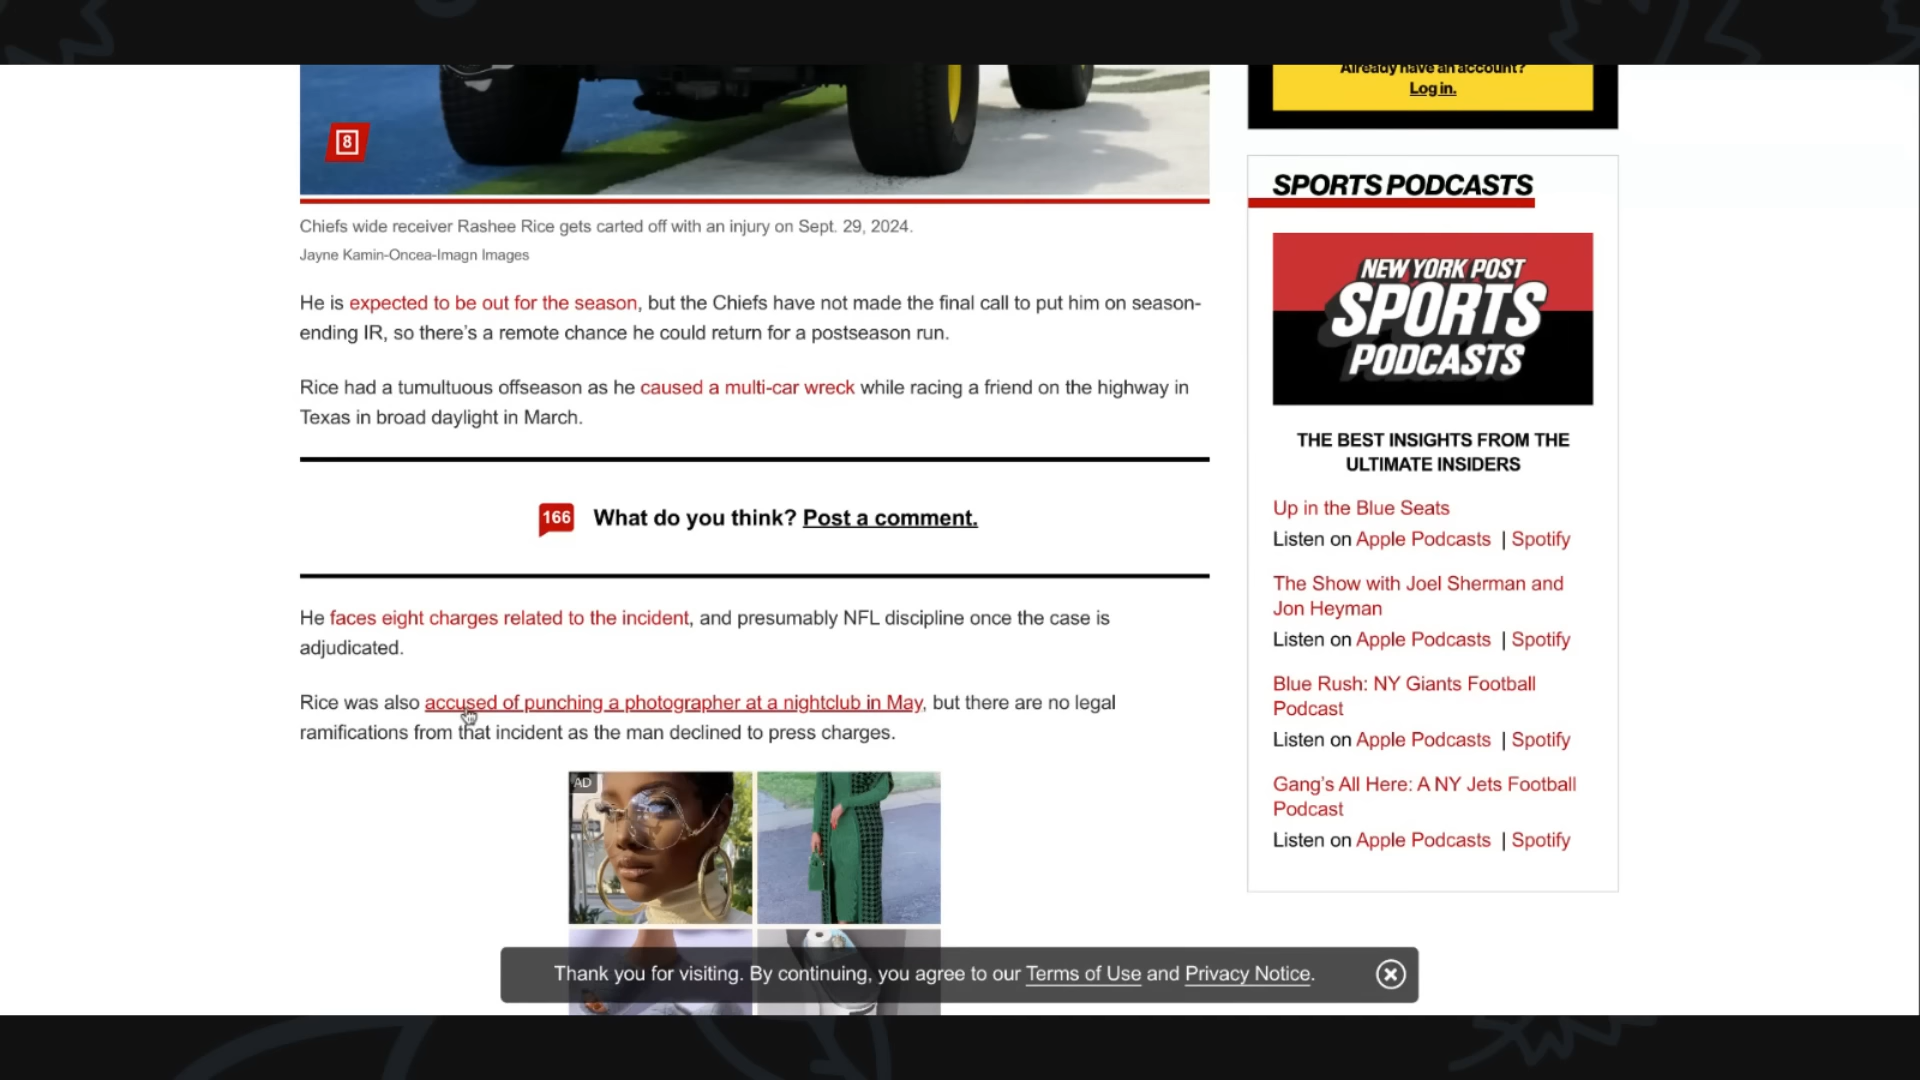 Already have an account?
Log in.
8
SPORTS PODCASTS
Chiefs wide receiver Rashee Rice gets carted off with an injury on Sept. 29, 2024.
Jayne Kamin-Oncea-Imagn Images
He is expected to be out for the season, but the Chiefs have not made the final call to put him on season-
ending IR, so there's a remote chance he could return for a postseason run.
Rice had a tumultuous offseason as he caused a multi-car wreck while racing a friend on the highway in
Texas in broad daylight in March.
166 What do you think? Post a comment.
He faces eight charges related to the incident, and presumably NFL discipline once the case is
adjudicated.
Rice was also accused of punching a photographer at a nightclub in May, but there are no legal
ramifications from that incident as the man declined to press charges.
AD
NEW YORK POST
SPORTS
PODCASTS
THE BEST INSIGHTS FROM THE
ULTIMATE INSIDERS
Up in the Blue Seats
Listen on Apple Podcasts | Spotify
The Show with Joel Sherman and
Jon Heyman
Listen on Apple Podcasts | Spotify
Blue Rush: NY Giants Football
Podcast
Listen on Apple Podcasts | Spotify
Gang's All Here: A NY Jets Football
Podcast
Listen on Apple Podcasts | Spotify
Thank you for visiting. By continuing, you agree to our Terms of Use and Privacy Notice.